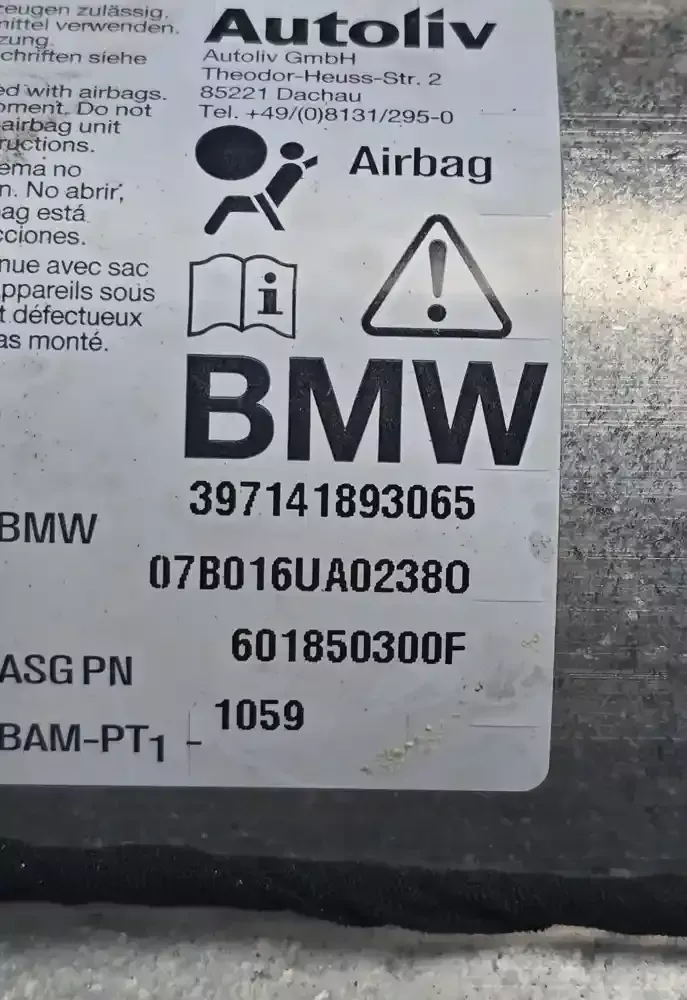 eugen zulässig.
mittel verwenden.
zung
chriften siehe
ed with airbags.
oment. Do not
airbag unit
ructions.
ema no
n. No abrir,
ag está
cciones.
nue avec sac
ppareils sous
t défectueux
as monté.
Autoliv
Autoliv GmbH
Theodor-Heuss-Str. 2
85221 Dachau
Tel. +49/(0)8131/295-0
Airbag
i
BMW
397141893065
BMW
07B016UA02380
601850300F
ASG PN
1059
BAM-PT1 -